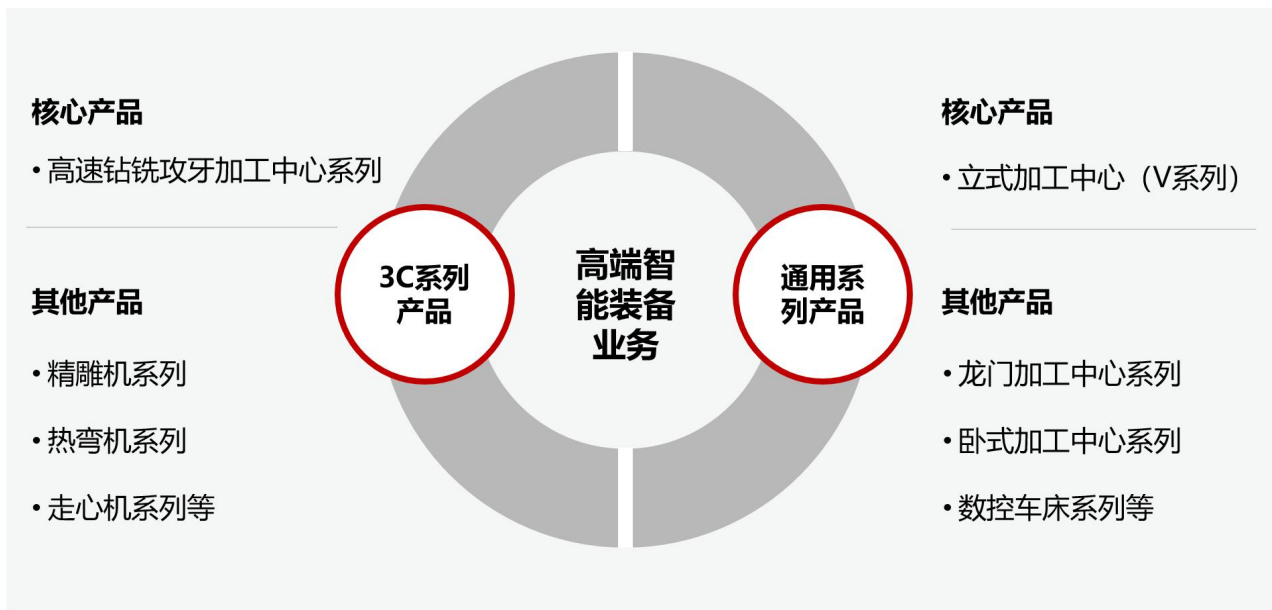 核心产品
• 高速钻铣攻牙加工中心系列
其他产品
• 精雕机系列
• 热弯机系列
• 走心机系列等
3C系列
产品
高端智
能装备
业务
通用系
列产品
核心产品
• 立式加工中心（V系列）
其他产品
• 龙门加工中心系列
• 卧式加工中心系列
• 数控车床系列等